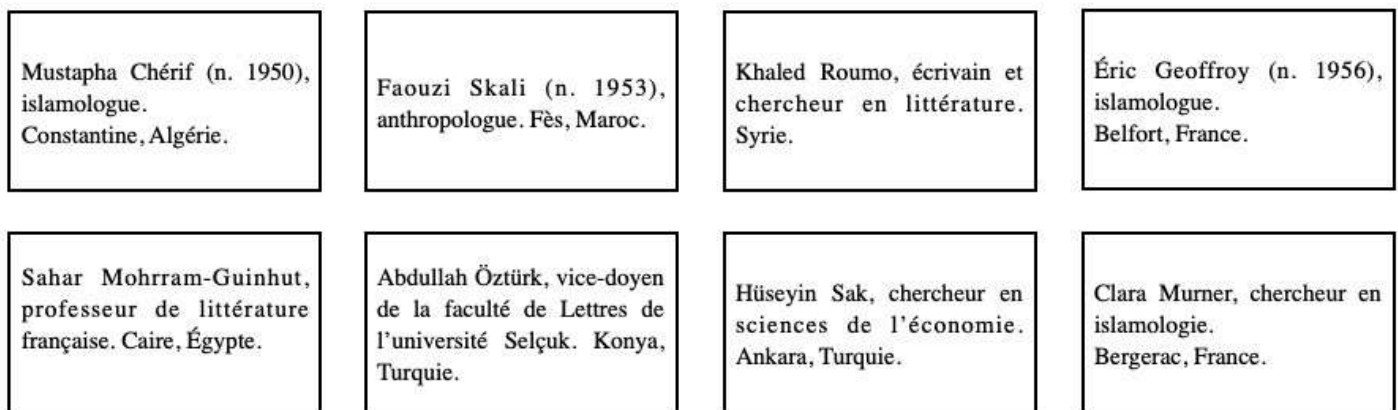 Mustapha Chérif (n. 1950),
islamologue.
Constantine, Algérie.
Faouzi Skali (n. 1953),
anthropologue. Fès, Maroc.
Khaled Roumo, écrivain et
chercheur en littérature.
Syrie.
Éric Geoffroy (n. 1956),
islamologue.
Belfort, France.
Sahar Mohrram-Guinhut,
professeur de littérature
française. Caire, Égypte.
Abdullah Öztürk, vice-doyen
de la faculté de Lettres de
l'université Selçuk. Konya,
Turquie.
Hüseyin Sak, chercheur en
sciences de l'économie.
Ankara, Turquie.
Clara Murner, chercheur en
islamologie.
Bergerac, France.